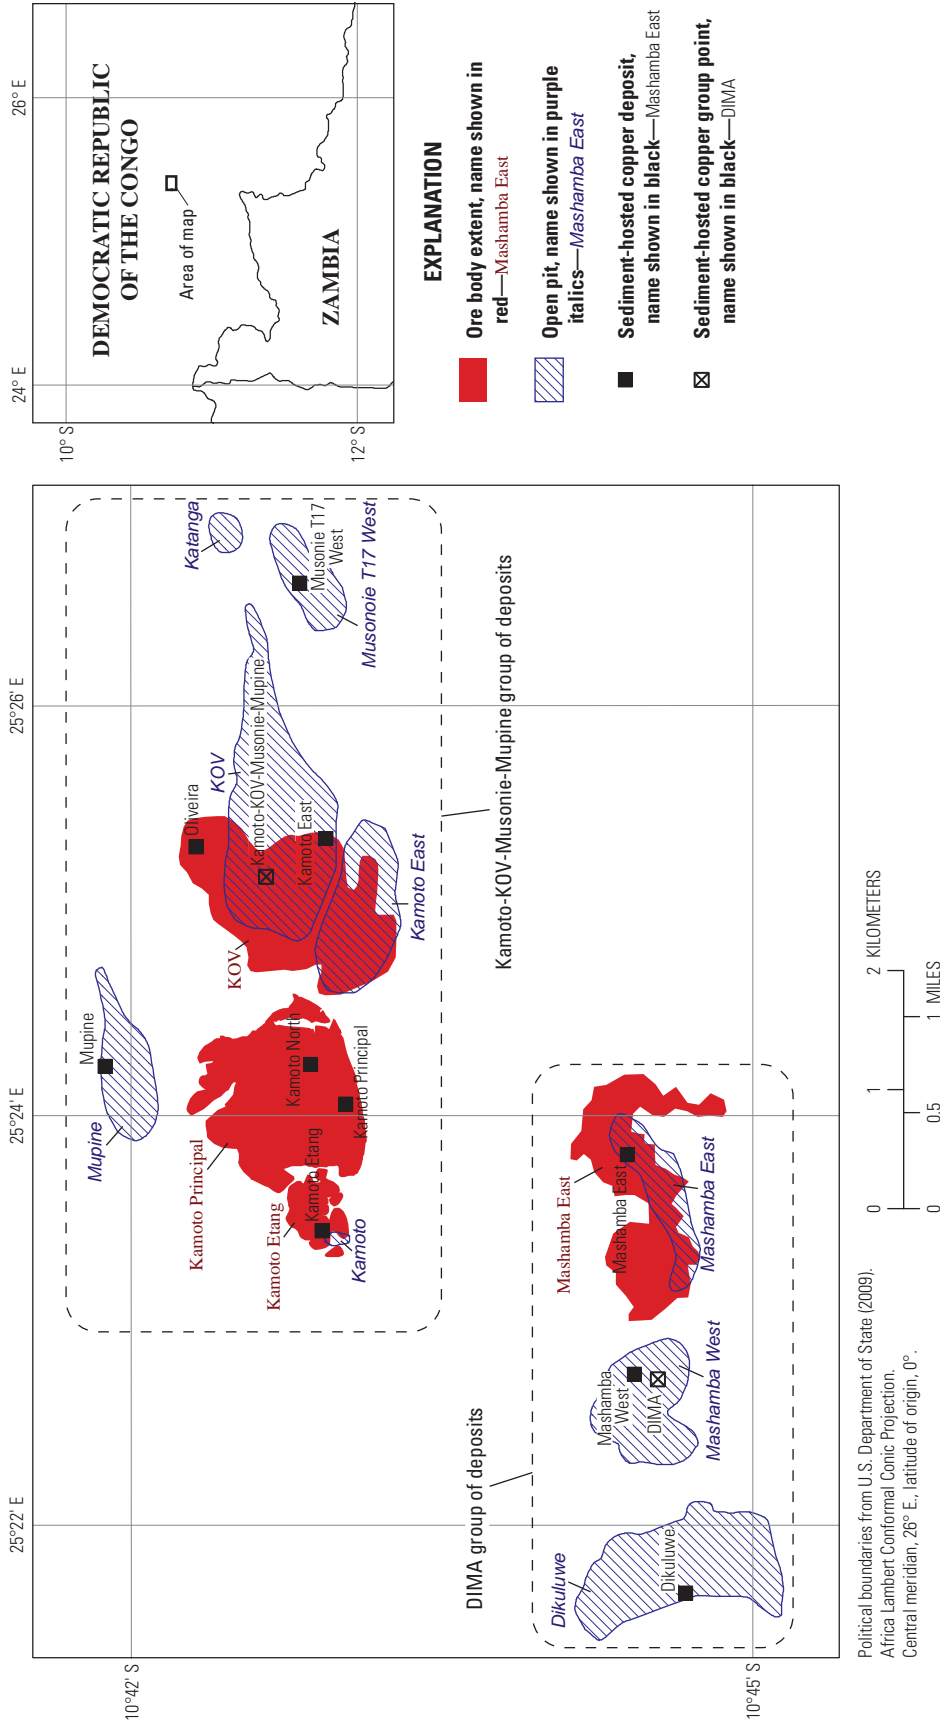 25°22' E
25°24' E
25°26' E
10°42' S
10°45' S
Mupine
Mupine
Katanga
Kamoto Principal
Kamoto Etang
Kamoto Etang
Kamoto
Kamoto North
Kamoto Principal
KOV
Oliveira
KOV
Kamoto-KOV-Musonie-Mupine
Kamoto East
Kamoto East
Musonie T17
West
Musonoie T17 West
Kamoto-KOV-Musonie-Mupine group of deposits
DIMA group of deposits
Dikuluwe
Dikuluwe
Mashamba
West
DIMA
Mashamba West
Mashamba East
Mashamba East
Mashamba East
24° E
26° E
10° S
12° S
DEMOCRATIC REPUBLIC
OF THE CONGO
Area of map
ZAMBIA
EXPLANATION
Ore body extent, name shown in
red—Mashamba East
Open pit, name shown in purple
italics—Mashamba East
Sediment-hosted copper deposit,
name shown in black—Mashamba East
Sediment-hosted copper group point,
name shown in black—DIMA
Political boundaries from U.S. Department of State (2009).
Africa Lambert Conformal Conic Projection.
Central meridian, 26° E., latitude of origin, 0°.
0 1 2 KILOMETERS
0 0.5 1 MILES